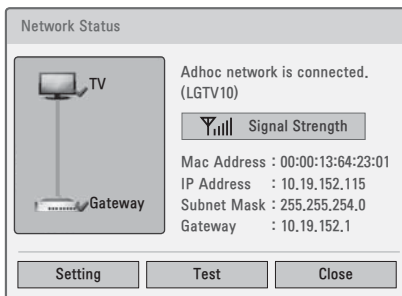 Network Status
TV
Gateway
Adhoc network is connected.
(LGTV10)
Signal Strength
Mac Address : 00:00:13:64:23:01
IP Address : 10.19.152.115
Subnet Mask : 255.255.254.0
Gateway : 10.19.152.1
Setting
Test
Close